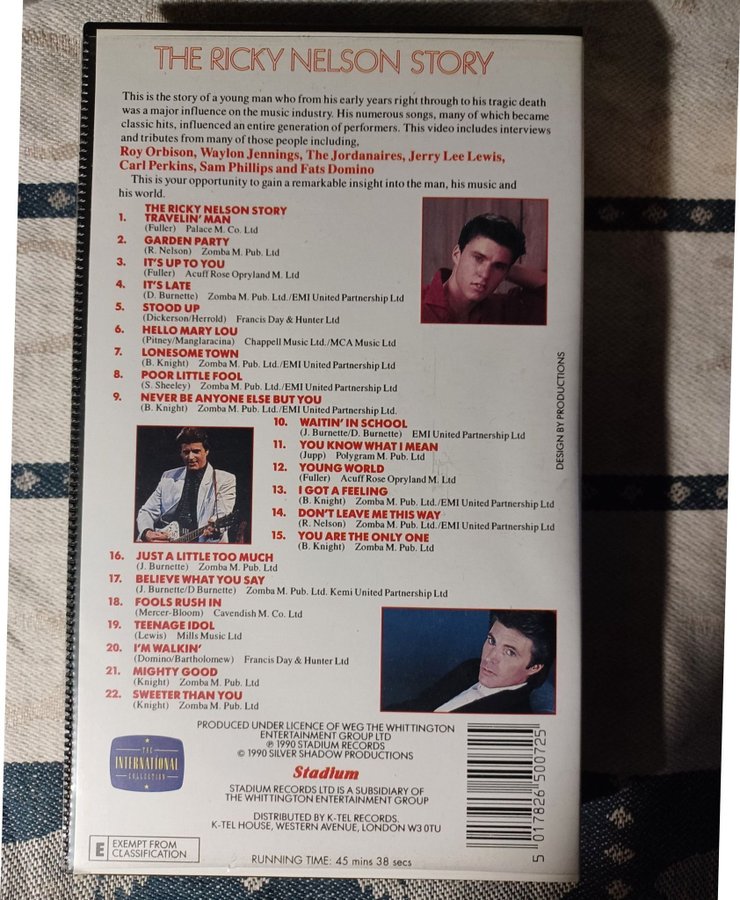 THE RICKY NELSON STORY
This is the story of a young man who from his early years right through to his tragic death
was a major influence on the music industry. His numerous songs, many of which became
classic hits, influenced an entire generation of performers. This video includes interviews
and tributes from many of those people including,
Roy Orbison, Waylon Jennings, The Jordanaires, Jerry Lee Lewis,
Carl Perkins, Sam Phillips and Fats Domino
This is your opportunity to gain a remarkable insight into the man, his music and
his world.
1. THE RICKY NELSON STORY
TRAVELIN' MAN
(Fuller) Palace M. Co. Ltd
2. GARDEN PARTY
(R. Nelson) Zomba M. Pub. Ltd
3. IT'S UP TO YOU
(Fuller) Acuff Rose Opryland M. Ltd
4. IT'S LATE
(D. Burnette) Zomba M. Pub. Ltd./EMI United Partnership Ltd
5. STOOD UP
(Dickerson/Herrold) Francis Day & Hunter Ltd
6. HELLO MARY LOU
(Pitney/Manglaracina) Chappell Music Ltd./MCA Music Ltd
7. LONESOME TOWN
(B. Knight) Zomba M. Pub. Ltd./EMI United Partnership Ltd
8. POOR LITTLE FOOL
(S. Sheeley) Zomba M. Pub. Ltd./EMI United Partnership Ltd
9. NEVER BE ANYONE ELSE BUT YOU
(B. Knight) Zomba M. Pub. Ltd./EMI United Partnership Ltd.
10. WAITIN' IN SCHOOL
(J. Burnette/D. Burnette) EMI United Partnership Ltd
11. YOU KNOW WHAT I MEAN
(Jupp) Polygram M. Pub. Ltd
12. YOUNG WORLD
(Fuller) Acuff Rose Opryland M. Ltd
13. I GOT A FEELING
(B. Knight) Zomba M. Pub. Ltd./EMI United Partnership Ltd
14. DON'T LEAVE ME THIS WAY
(R. Nelson) Zomba M. Pub. Ltd./EMI United Partnership Ltd
15. YOU ARE THE ONLY ONE
(B. Knight) Zomba M. Pub. Ltd
16. JUST A LITTLE TOO MUCH
(J. Burnette) Zomba M. Pub. Ltd
17. BELIEVE WHAT YOU SAY
(J. Burnette/D Burnette) Zomba M. Pub. Ltd. Kemi United Partnership Ltd
18. FOOLS RUSH IN
(Mercer-Bloom) Cavendish M. Co. Ltd
19. TEENAGE IDOL
(Lewis) Mills Music Ltd
20. I'M WALKIN'
(Domino/Bartholomew) Francis Day & Hunter Ltd
21. MIGHTY GOOD
(Knight) Zomba M. Pub. Ltd
22. SWEETER THAN YOU
(Knight) Zomba M. Pub. Ltd
DESIGN BY PRODUCTIONS
PRODUCED UNDER LICENCE OF WEG THE WHITTINGTON
ENTERTAINMENT GROUP LTD
℗ 1990 STADIUM RECORDS
© 1990 SILVER SHADOW PRODUCTIONS
Stadium
STADIUM RECORDS LTD IS A SUBSIDIARY OF
THE WHITTINGTON ENTERTAINMENT GROUP
DISTRIBUTED BY K-TEL RECORDS.
K-TEL HOUSE, WESTERN AVENUE, LONDON W3 0TU
THE
INTERNATIONAL
COLLECTION
E EXEMPT FROM
CLASSIFICATION
RUNNING TIME: 45 mins 38 secs
5 017826 500725